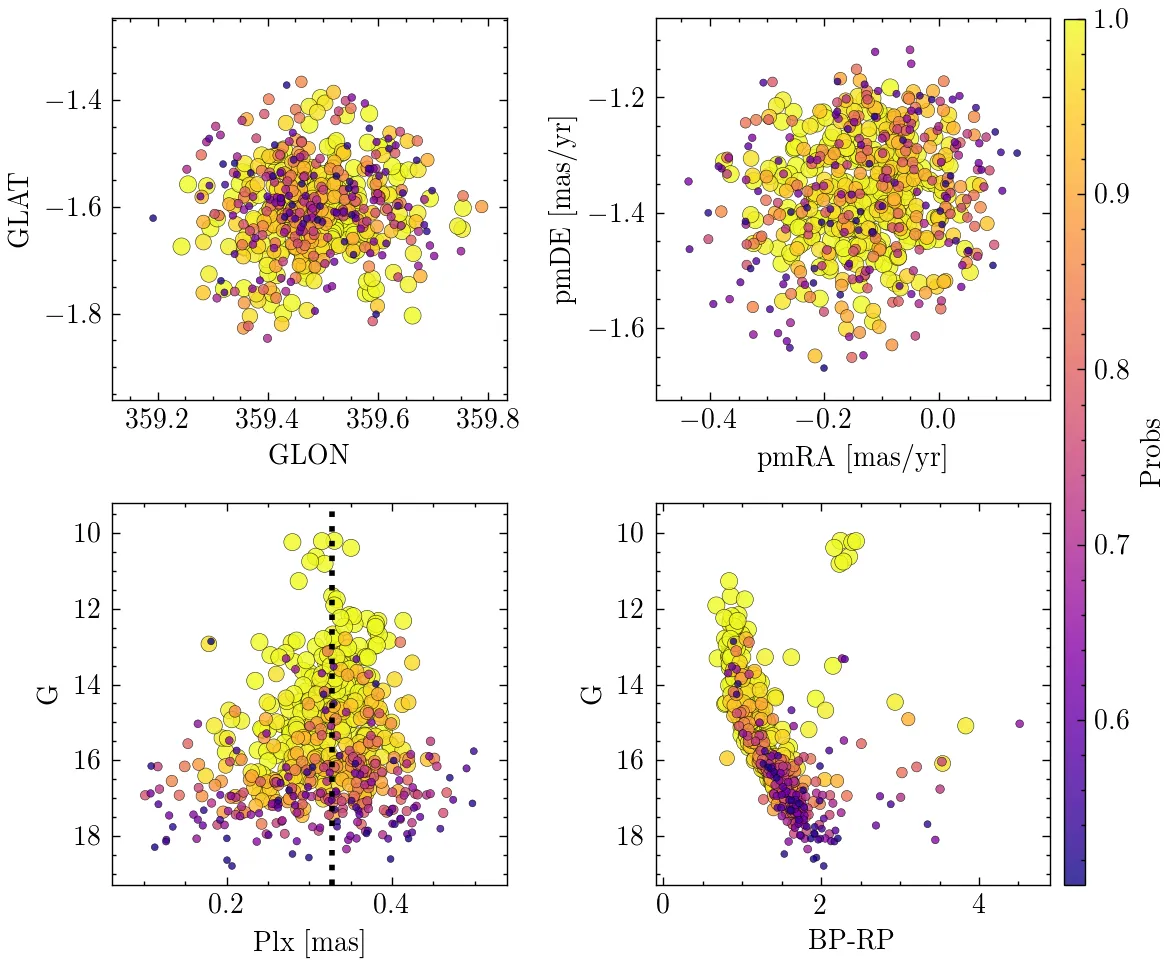 −1.4
−1.6
−1.8
GLAT
359.2 359.4 359.6 359.8
GLON
−1.2
−1.4
−1.6
pmDE [mas/yr]
−0.4 −0.2 0.0
pmRA [mas/yr]
1.0
0.9
0.8
0.7
0.6
Probs
10
12
14
16
18
G
0.2 0.4
Plx [mas]
10
12
14
16
18
G
0 2 4
BP-RP